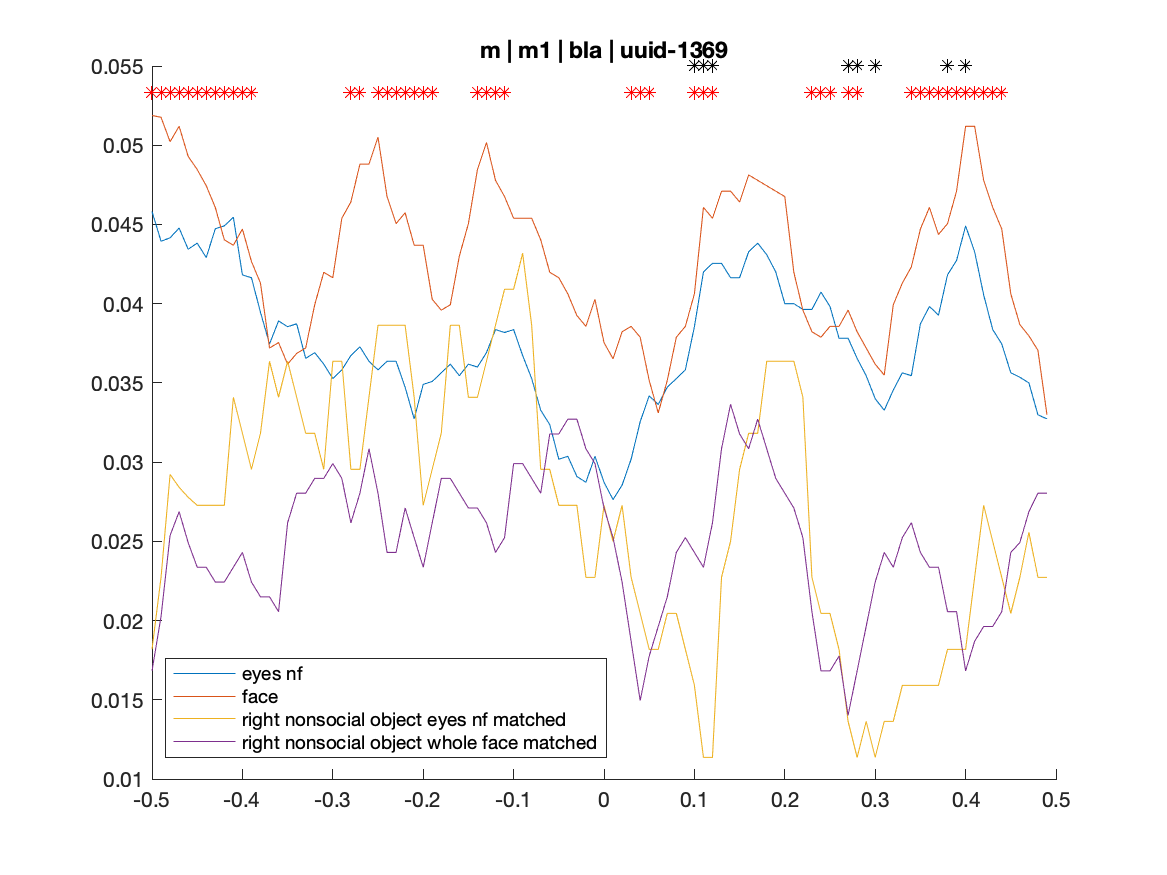 m | m1 | bla | uuid-1369
0.055
0.05
0.045
0.04
0.035
0.03
0.025
0.02
0.015
0.01
eyes nf
face
right nonsocial object eyes nf matched
right nonsocial object whole face matched
-0.5 -0.4 -0.3 -0.2 -0.1 0 0.1 0.2 0.3 0.4 0.5